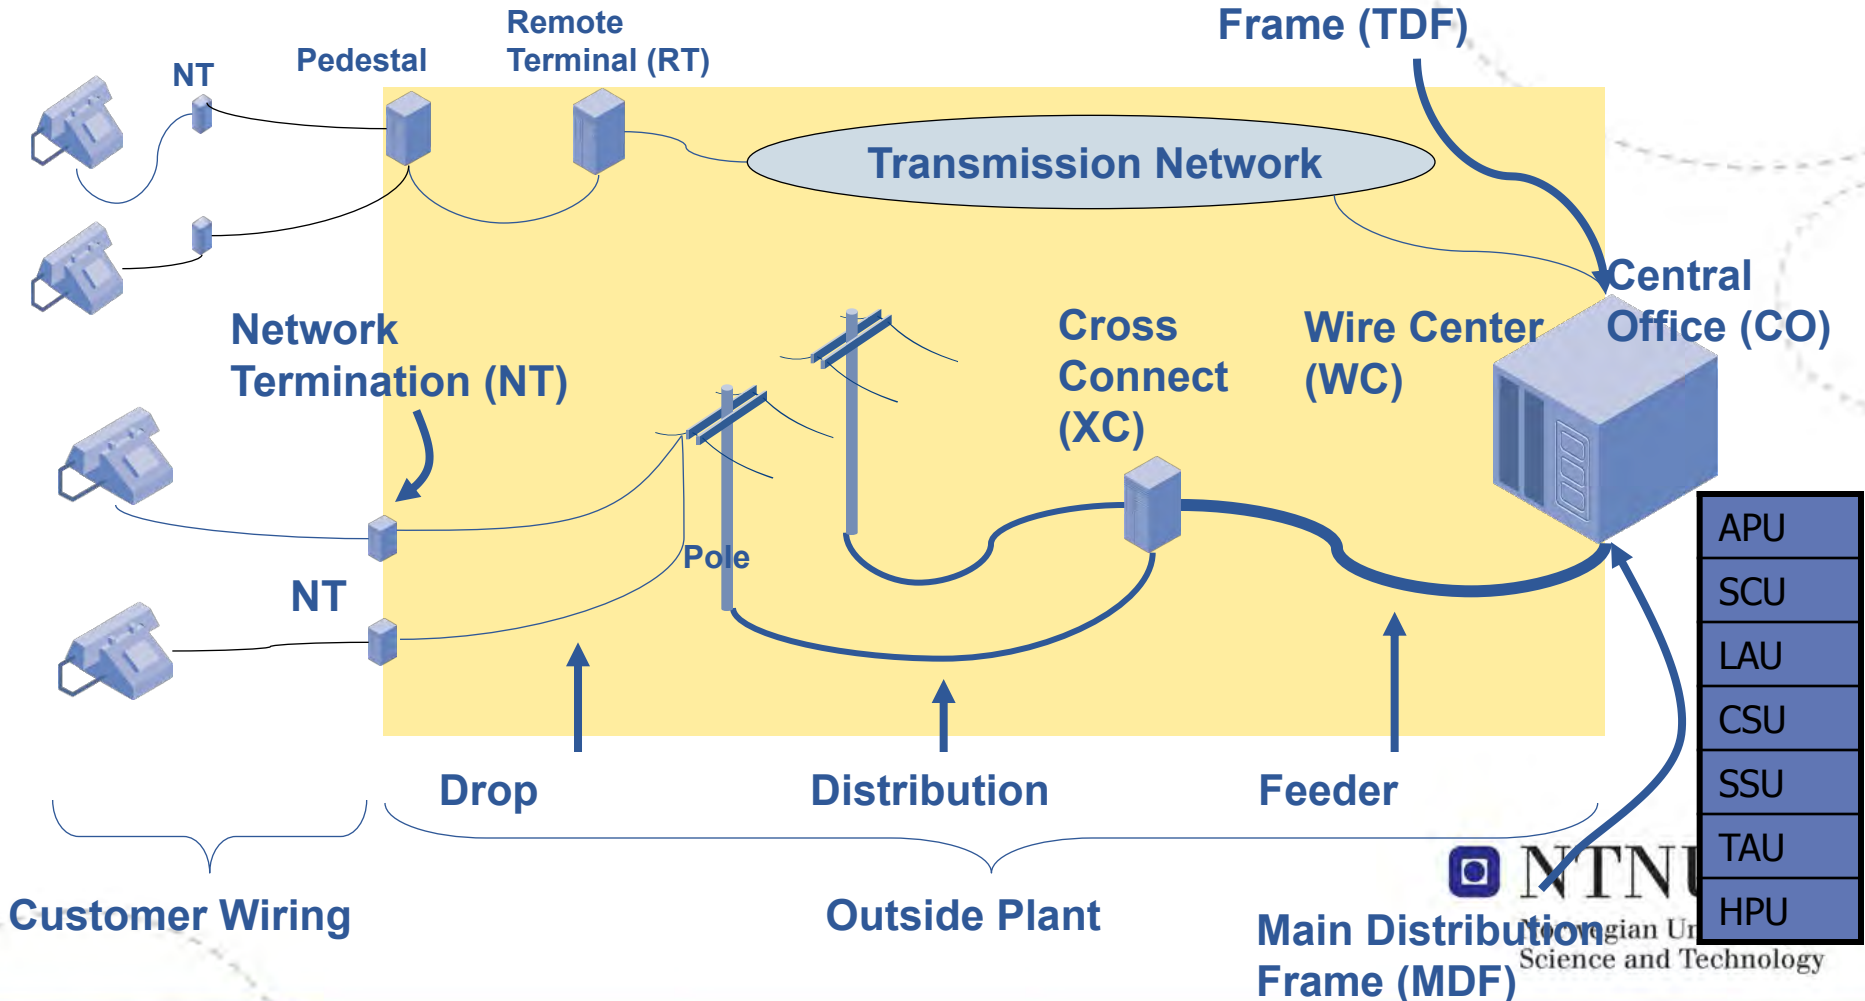 Remote
Terminal (RT)
Frame (TDF)
Pedestal
NT
Transmission Network
Central
Office (CO)
Network
Termination (NT)
Cross
Connect
(XC)
Wire Center
(WC)
Pole
NT
APU
SCU
LAU
CSU
SSU
TAU
HPU
Drop
Distribution
Feeder
Customer Wiring
Outside Plant
Main Distribution
Frame (MDF)
NTNU
Science and Technology